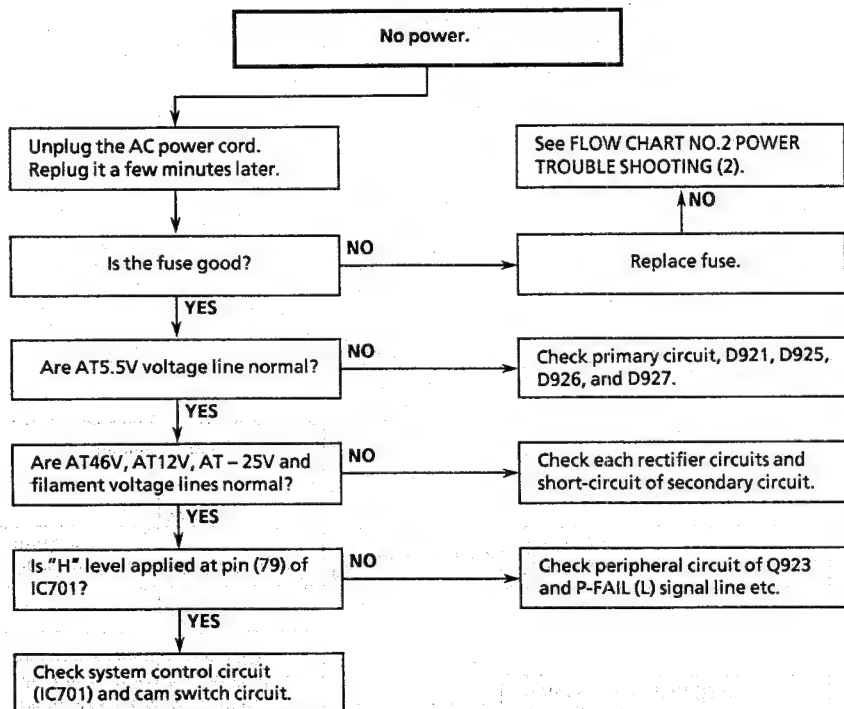 No power.
Unplug the AC power cord.
Replug it a few minutes later.
See FLOW CHART NO.2 POWER
TROUBLE SHOOTING (2).
NO
Is the fuse good?
NO
Replace fuse.
YES
Are AT5.5V voltage line normal?
NO
Check primary circuit, D921, D925,
D926, and D927.
YES
Are AT46V, AT12V, AT – 25V and
filament voltage lines normal?
NO
Check each rectifier circuits and
short-circuit of secondary circuit.
YES
Is "H" level applied at pin (79) of
IC701?
NO
Check peripheral circuit of Q923
and P-FAIL (L) signal line etc.
YES
Check system control circuit
(IC701) and cam switch circuit.